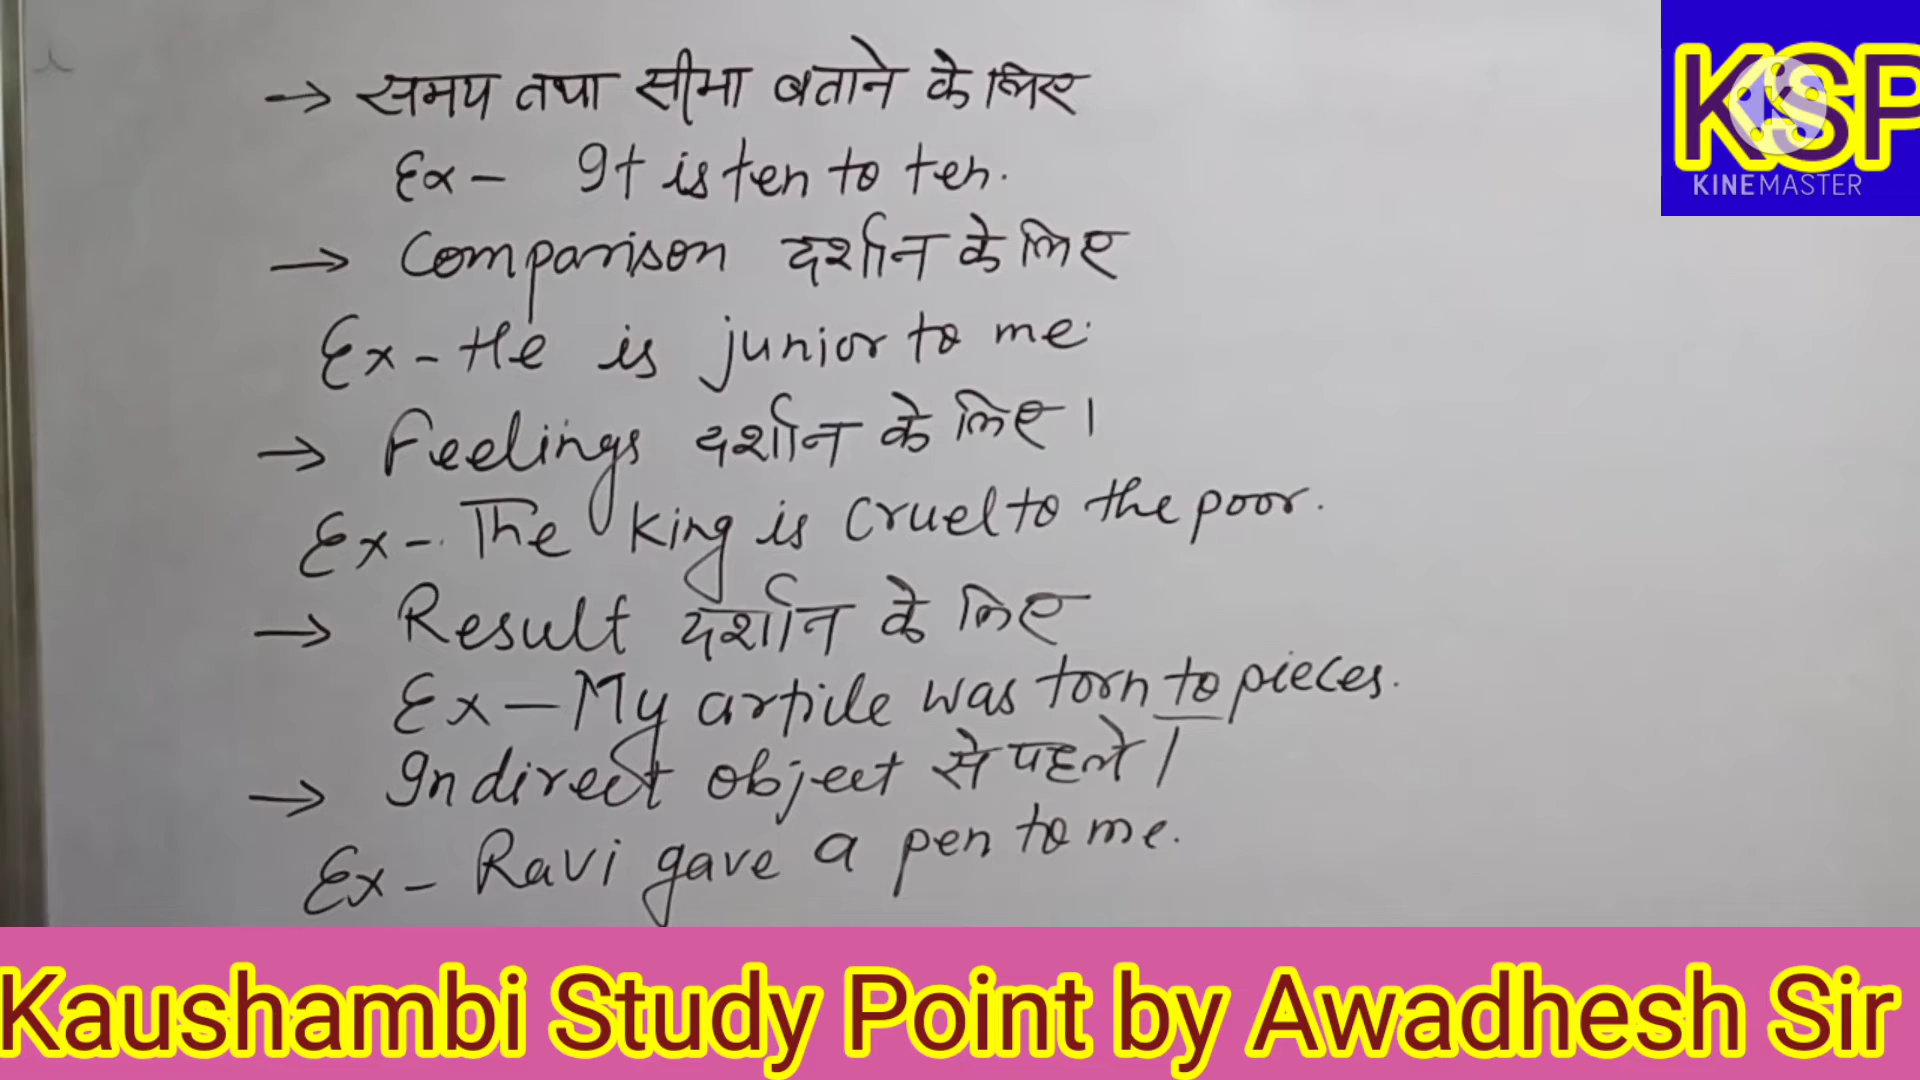 → समय तथा सीमा बताने के लिए
Ex - It is ten to ten.
→ Comparison दर्शाने के लिए
Ex - He is junior to me.
→ Feelings दर्शाने के लिए।
Ex - The king is cruel to the poor.
→ Result दर्शाने के लिए
Ex - My article was torn to pieces.
→ Indirect object से पहले।
Ex - Ravi gave a pen to me.
KSP
KINEMASTER
Kaushambi Study Point by Awadhesh Sir